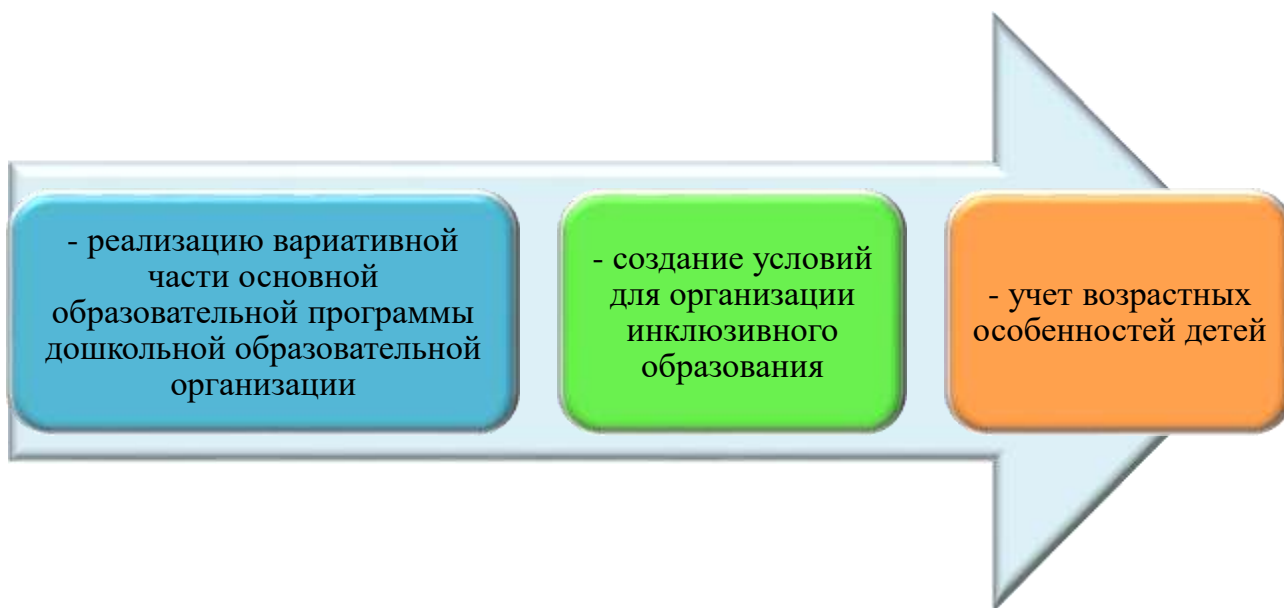 - реализацию вариативной
части основной
образовательной программы
дошкольной образовательной
организации
- создание условий
для организации
инклюзивного
образования
- учет возрастных
особенностей детей